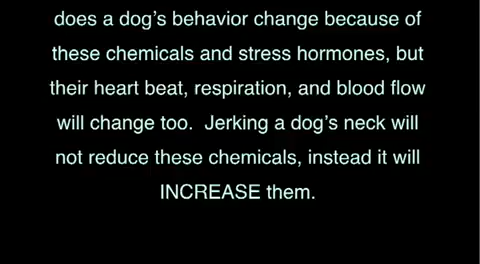 does a dog’s behavior change because of
these chemicals and stress hormones, but
their heart beat, respiration, and blood flow
will change too.  Jerking a dog’s neck will
not reduce these chemicals, instead it will
INCREASE them.